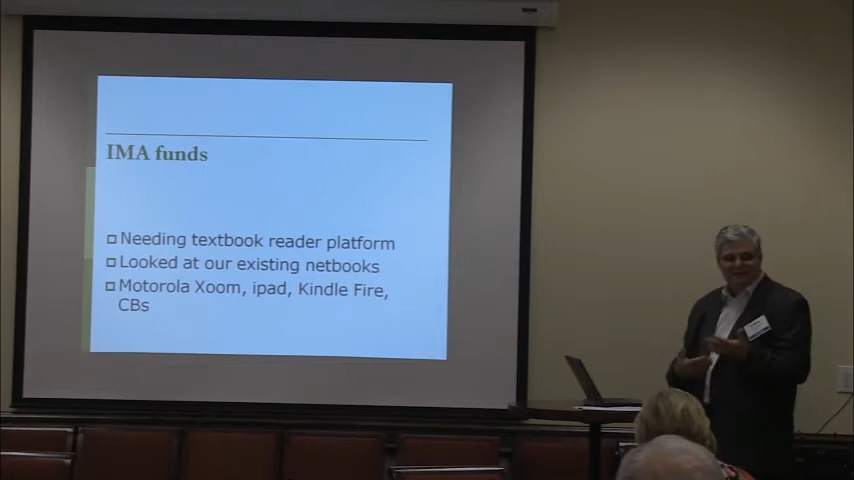 IMA funds
Needing textbook reader platform
Looked at our existing netbooks
Motorola Xoom, ipad, Kindle Fire,
CBs